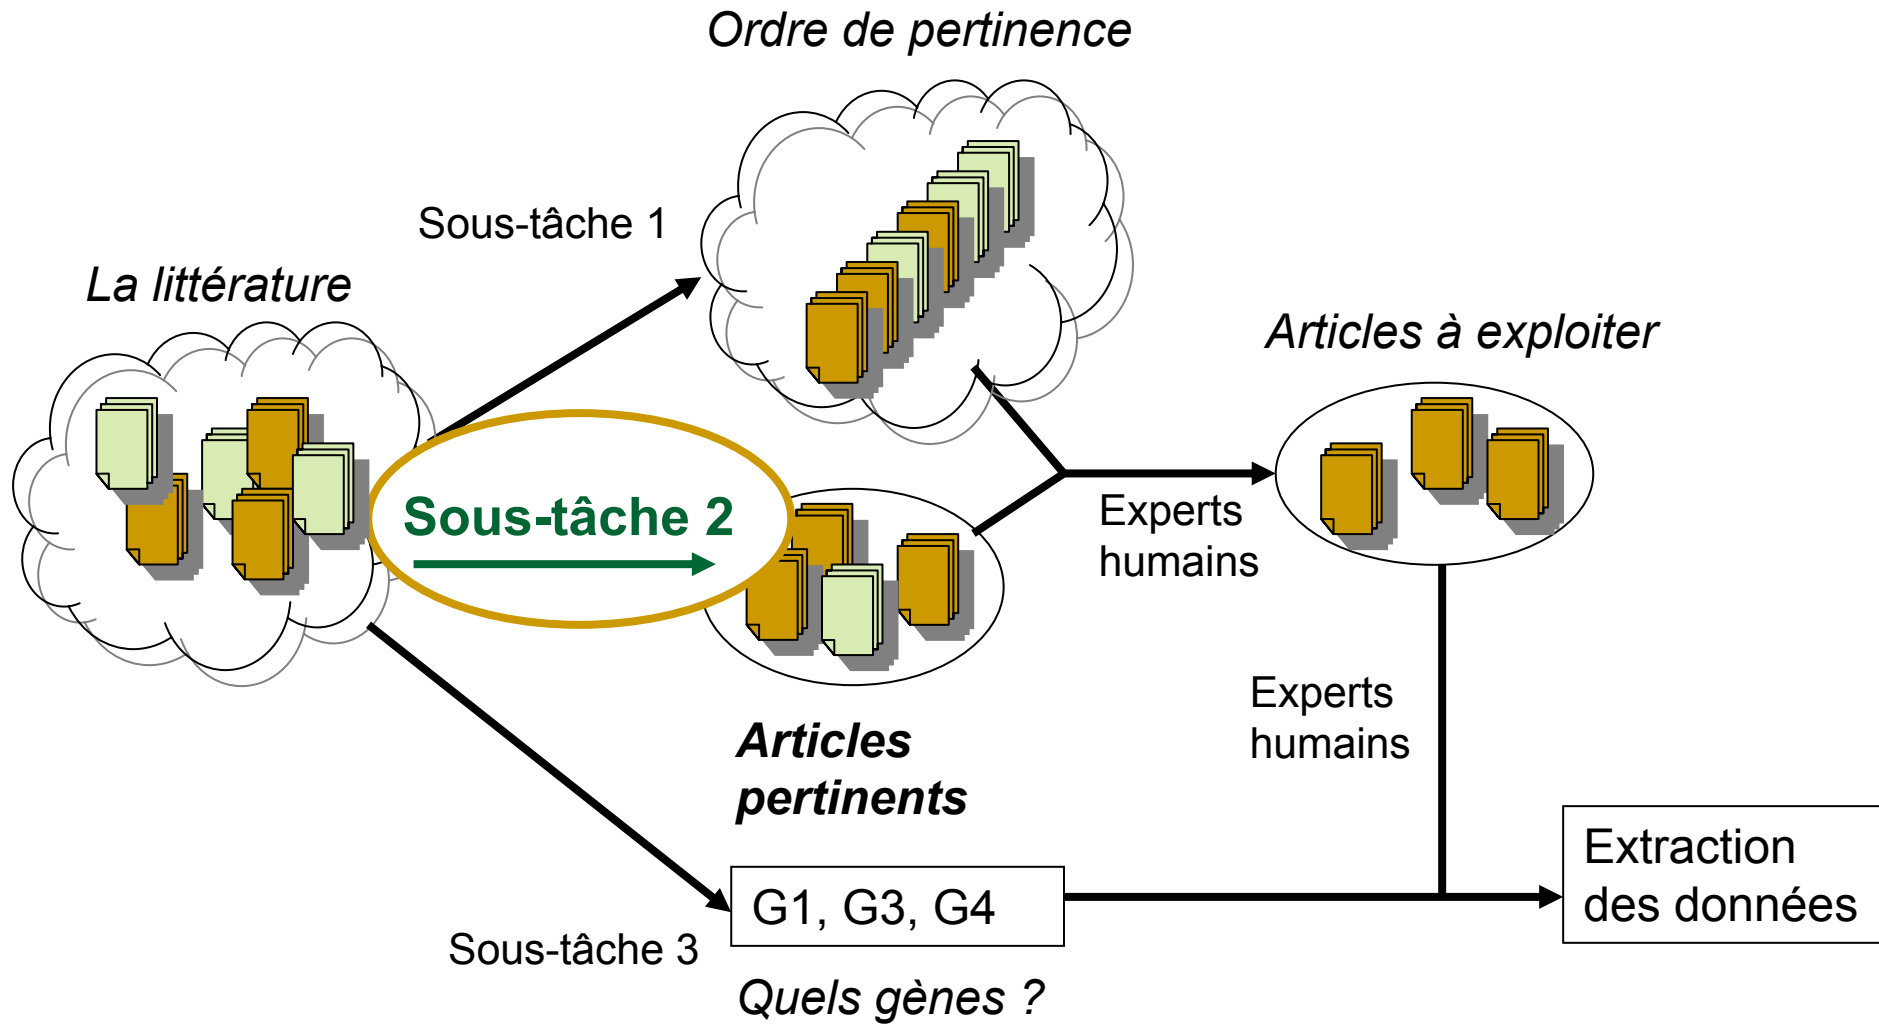 Ordre de pertinence
Sous-tâche 1
La littérature
Articles à exploiter
Sous-tâche 2
Experts
humains
Experts
humains
Articles
pertinents
Extraction
des données
G1, G3, G4
Sous-tâche 3
Quels gènes ?